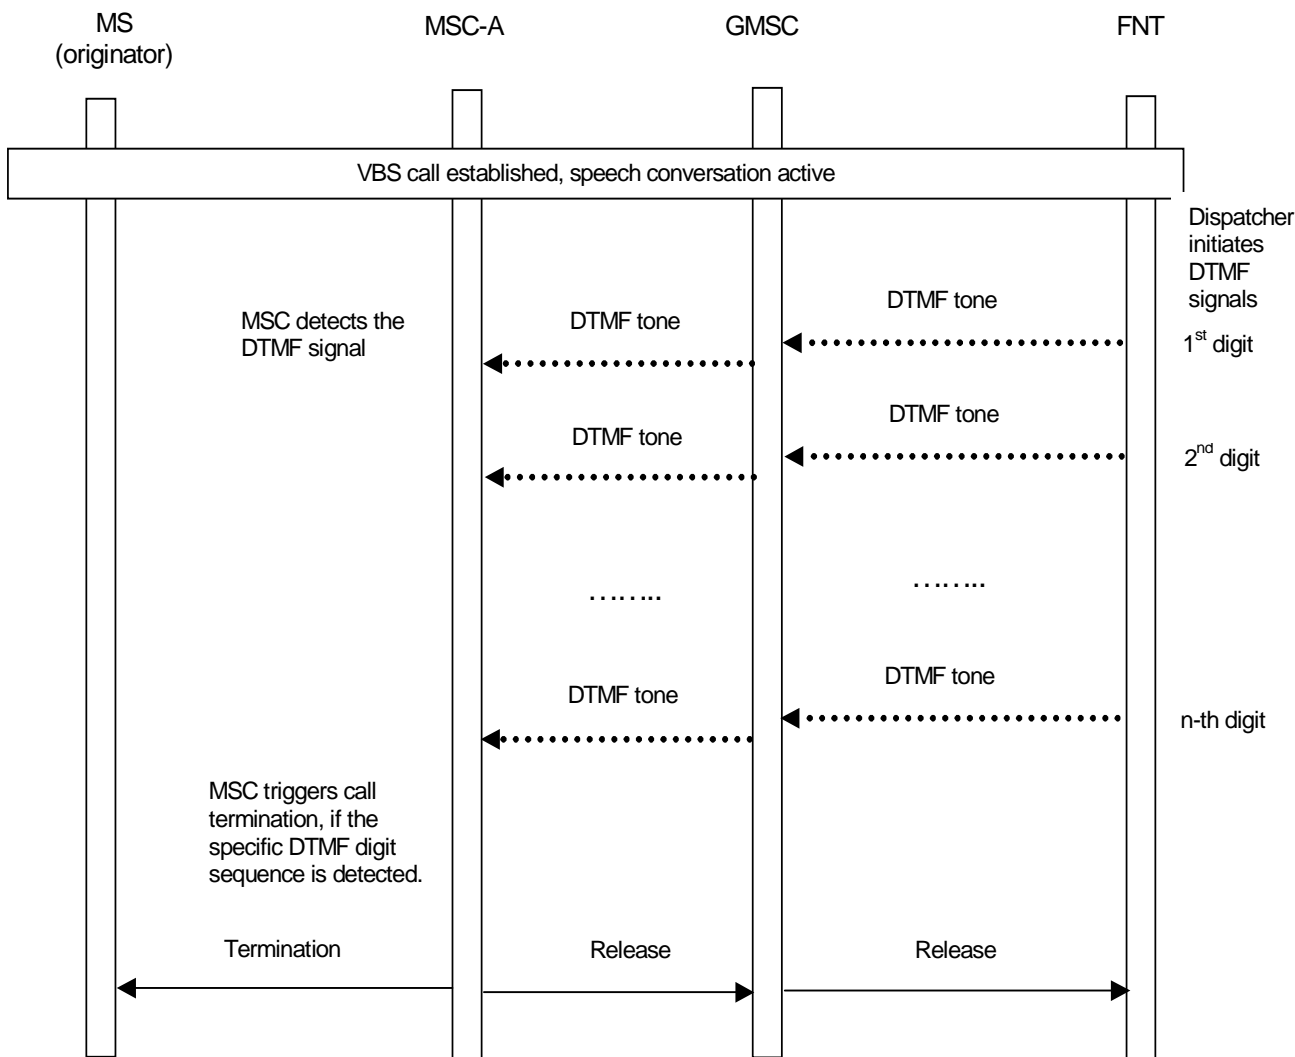 MS
(originator)
MSC-A
GMSC
FNT
VBS call established, speech conversation active
Dispatcher
initiates
DTMF
signals
DTMF tone
DTMF tone
MSC detects the
DTMF signal
1st digit
DTMF tone
DTMF tone
2nd digit
........
........
DTMF tone
DTMF tone
n-th digit
MSC triggers call
termination, if the
specific DTMF digit
sequence is detected.
Termination
Release
Release